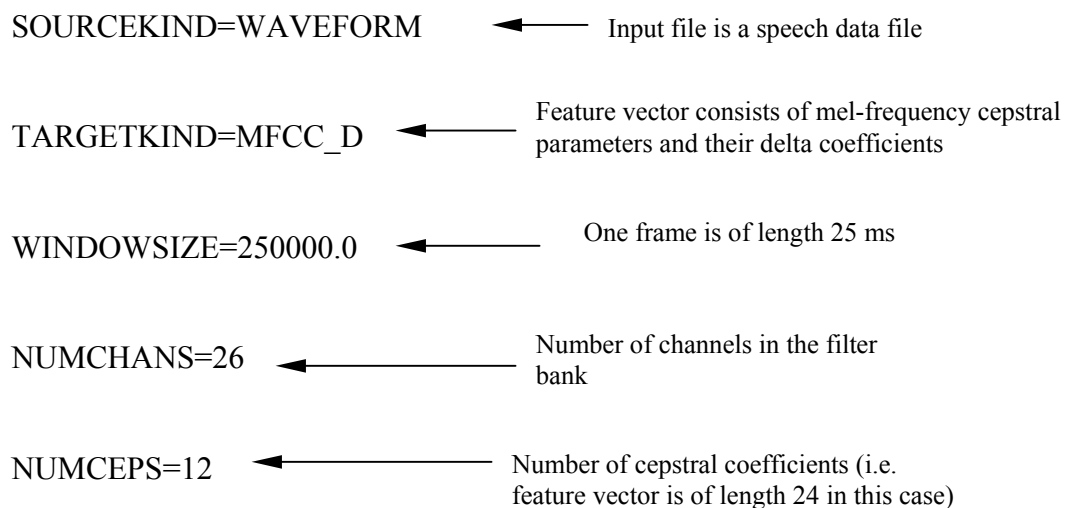 SOURCEKIND=WAVEFORM
Input file is a speech data file
TARGETKIND=MFCC_D
Feature vector consists of mel-frequency cepstral
parameters and their delta coefficients
WINDOWSIZE=250000.0
One frame is of length 25 ms
NUMCHANS=26
Number of channels in the filter
bank
NUMCEPS=12
Number of cepstral coefficients (i.e.
feature vector is of length 24 in this case)